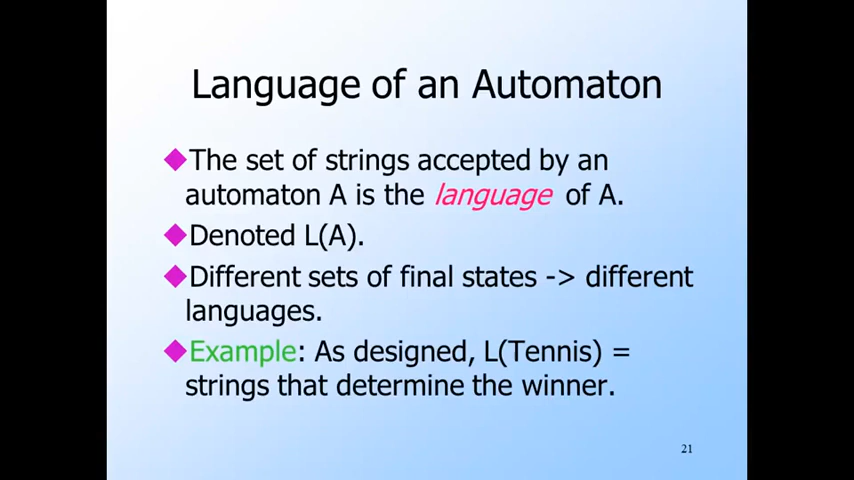 Language of an Automaton
The set of strings accepted by an
automaton A is the language of A.
Denoted L(A).
Different sets of final states -> different
languages.
Example: As designed, L(Tennis) =
strings that determine the winner.
21